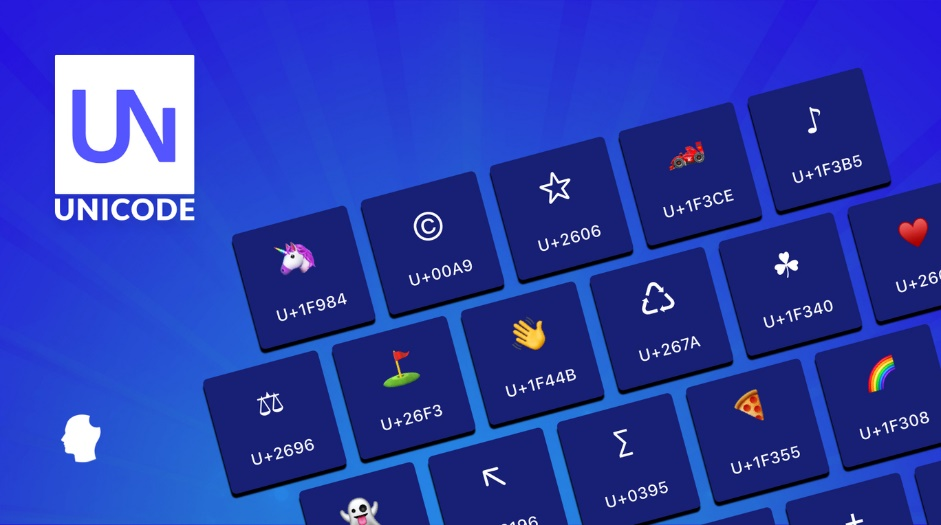 UN
UNICODE
U+1F984
U+00A9
U+2606
U+1F3CE
U+1F3B5
U+2696
U+26F3
U+1F44B
U+267A
U+1F340
U+1F308
U+1F355
U+0395